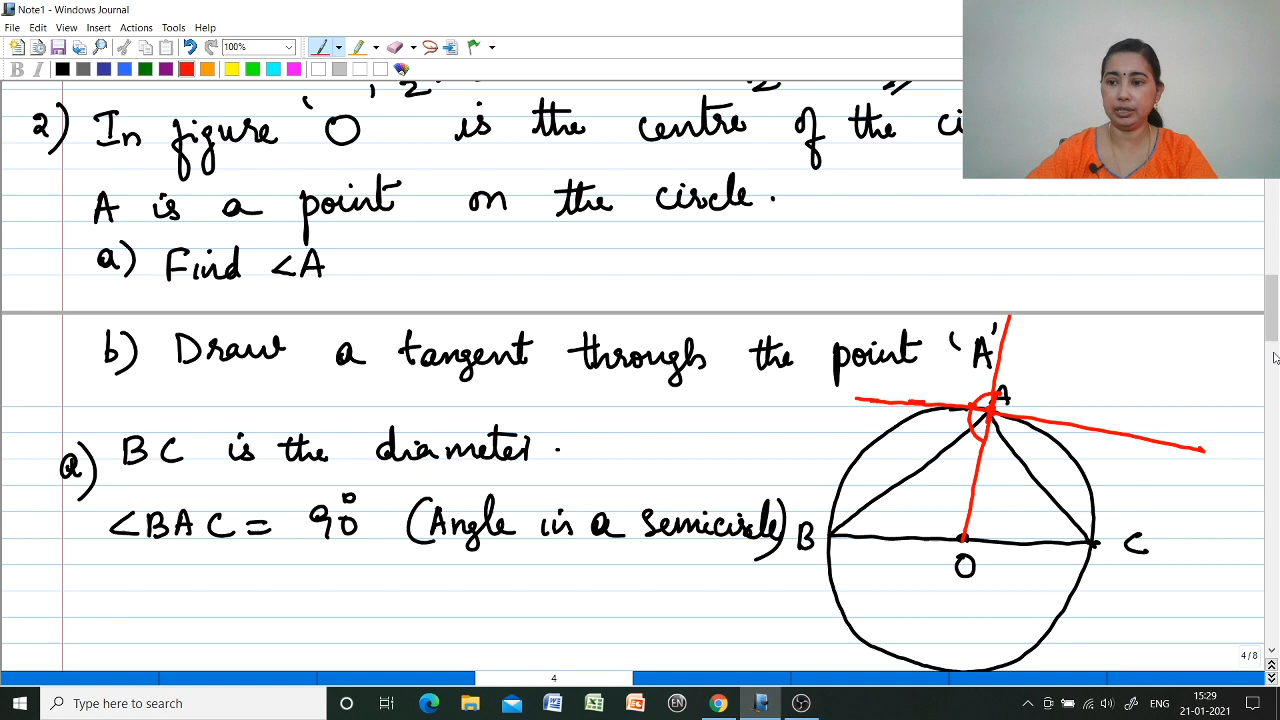 Note1 - Windows Journal
File Edit View Insert Actions Tools Help
100%
B I
2) In figure 'O' is the centre of the
A is a point on the circle.
a) Find ∠A
b) Draw a tangent through the point 'A'
A
a) BC is the diameter.
∠BAC = 90° (Angle in a semicircle)
B
C
O
4/8
4
Type here to search
EN
ENG
15:29
21-01-2021